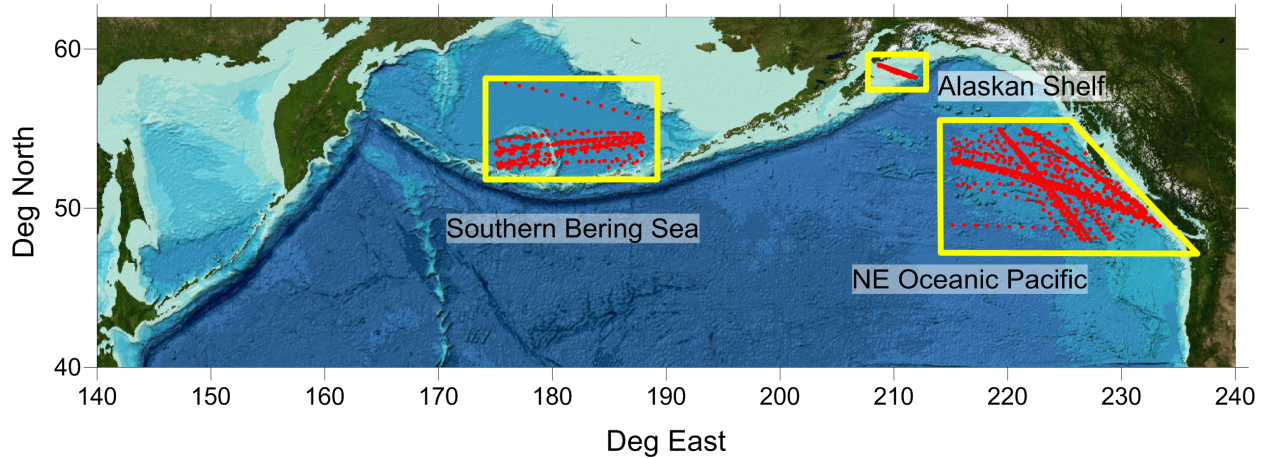 60
50
40
Deg North
Alaskan Shelf
Southern Bering Sea
NE Oceanic Pacific
140 150 160 170 180 190 200 210 220 230 240
Deg East